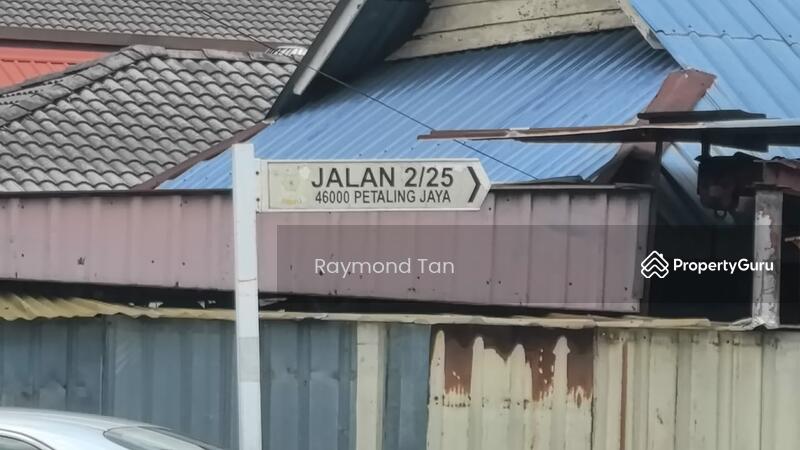 JALAN 2/25
46000 PETALING JAYA
Raymond Tan
PropertyGuru